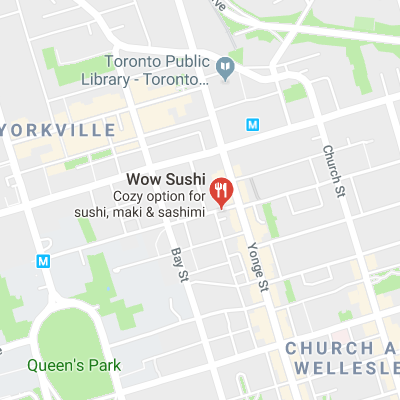 Toronto Public
Library - Toronto...
YORKVILLE
M
Church St
Wow Sushi
Cozy option for
sushi, maki & sashimi
Bay St
Yonge St
M
Queen's Park
CHURCH A
WELLESLE